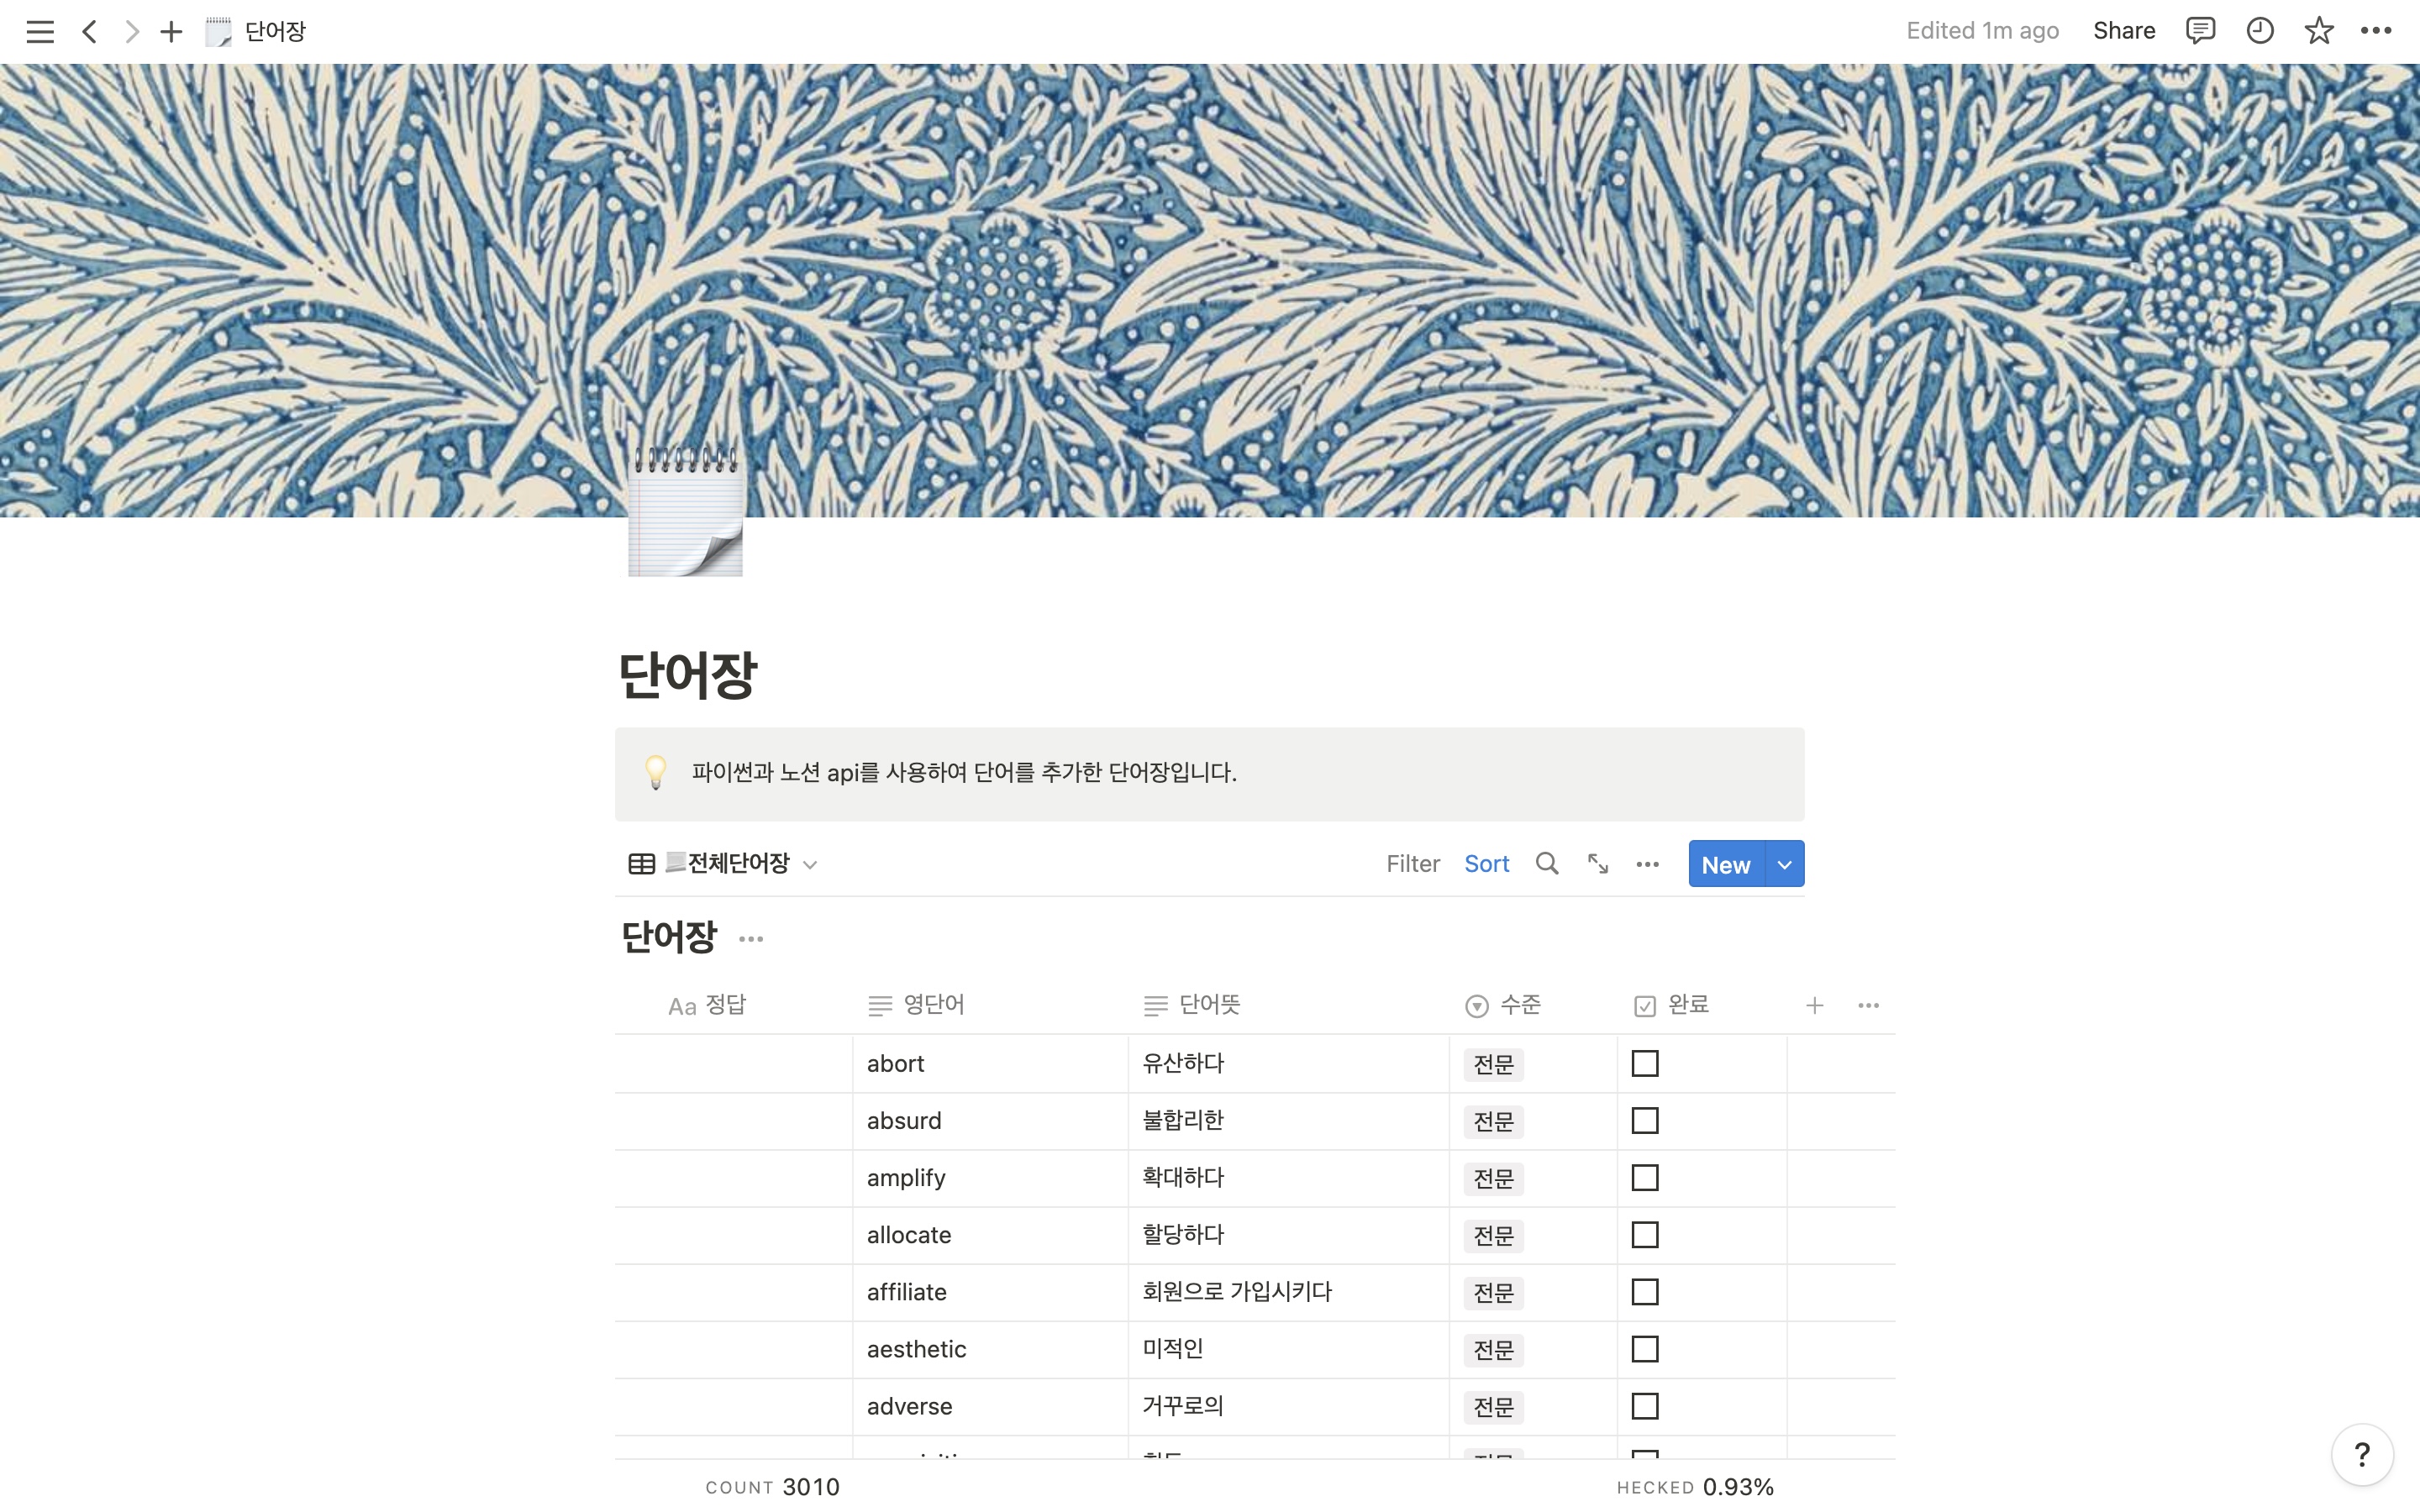 단어장
Edited 1m ago Share
단어장
파이썬과 노션 api를 사용하여 단어를 추가한 단어장입니다.
전체단어장 Filter Sort New
단어장
Aa 정답 영단어 단어뜻 수준 완료
abort 유산하다 전문
absurd 불합리한 전문
amplify 확대하다 전문
allocate 할당하다 전문
affiliate 회원으로 가입시키다 전문
aesthetic 미적인 전문
adverse 거꾸로의 전문
COUNT 3010 HECKED 0.93%
?